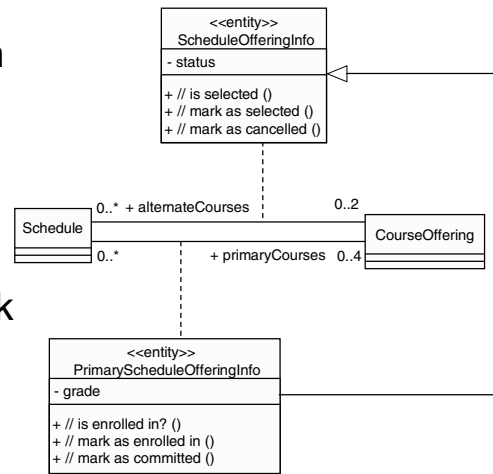 <<entity>>
ScheduleOfferingInfo
- status
+ // is selected ()
+ // mark as selected ()
+ // mark as cancelled ()
0..* + alternateCourses 0..2
Schedule
CourseOffering
0..* + primaryCourses 0..4
<<entity>>
PrimaryScheduleOfferingInfo
- grade
+ // is enrolled in? ()
+ // mark as enrolled in ()
+ // mark as committed ()